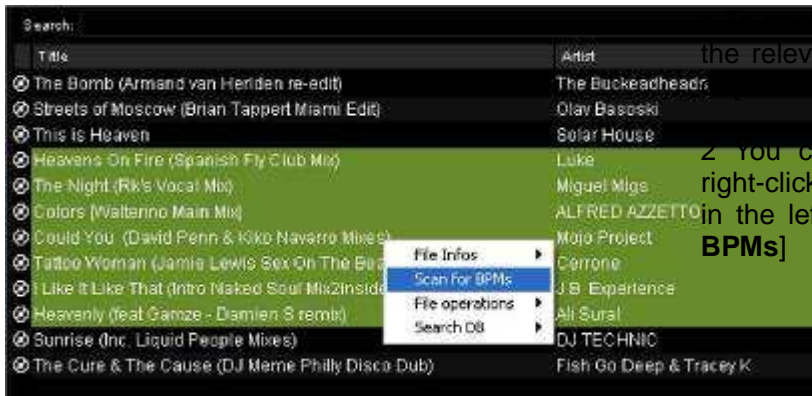 Search:
Title Artist
The Bomb (Armand van Helden re-edit) The Buckeadheads
Streets of Moscow (Brian Tappert Miami Edit) Olav Basoski
This is Heaven Solar House
Heavens On Fire (Spanish Fly Club Mix) Luke
The Night (Rk's Vocal Mix) Miguel Migs
Colors (Walterino Main Mix) ALFRED AZZETTO
Could You (David Penn & Kiko Navarro Mixes) Mojo Project
Tattoo Woman (Jamie Lewis Sex On The Bea Cerrone
I Like It Like That (Intro Naked Soul Mix2inside J.B. Experience
Heavenly (feat Gamze - Damien S remix) Ali Sural
Sunrise (Inc. Liquid People Mixes) DJ TECHNIC
The Cure & The Cause (DJ Meme Philly Disco Dub) Fish Go Deep & Tracey K
File Infos
Scan for BPMs
File operations
Search DB
the relev
2 You c
right-click
in the le
BPMs]